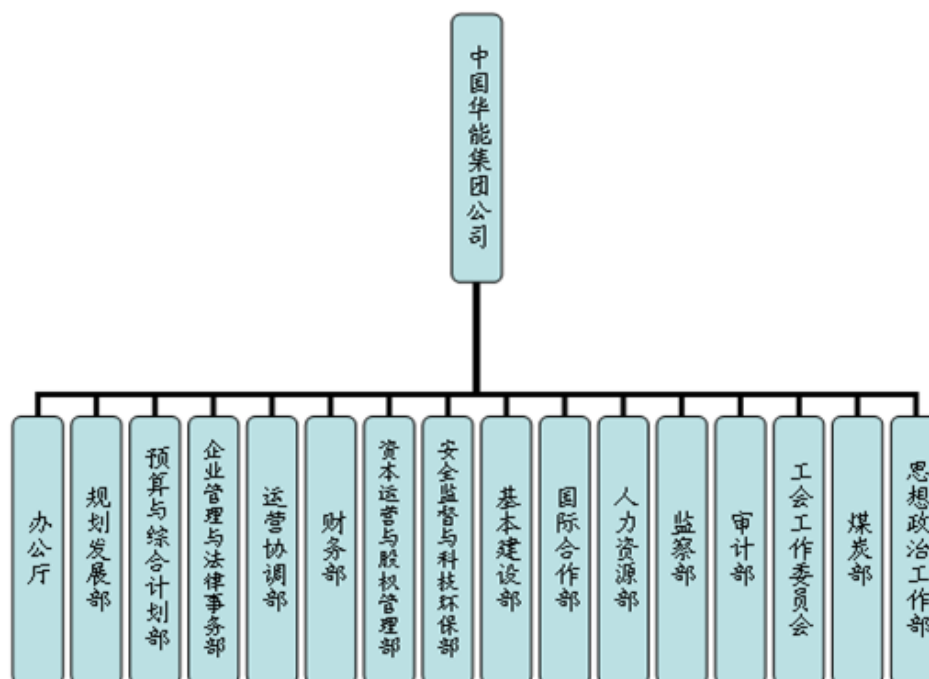 中国华能集团公司
办公厅
规划发展部
预算与综合计划部
企业管理与法律事务部
运营协调部
财务部
资本运营与股权管理部
安全监督与科技环保部
基本建设部
国际合作部
人力资源部
监察部
审计部
工会工作委员会
煤炭部
思想政治工作部